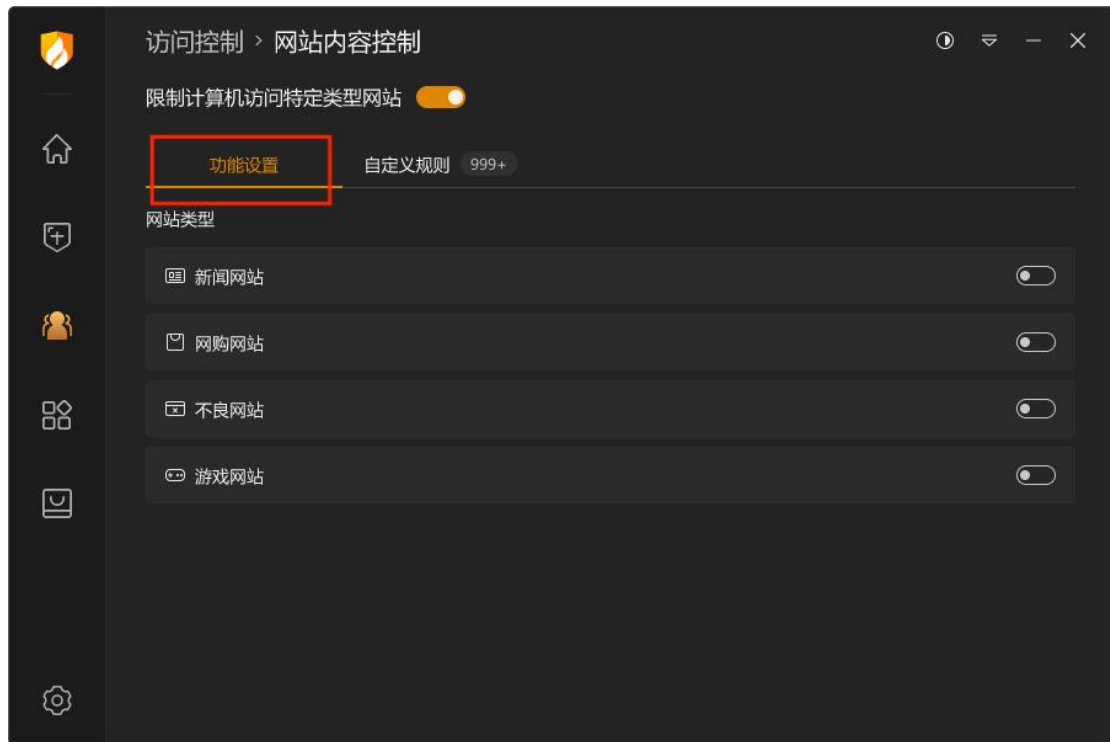 访问控制 > 网站内容控制
限制计算机访问特定类型网站
功能设置 自定义规则 999+
网站类型
新闻网站
网购网站
不良网站
游戏网站